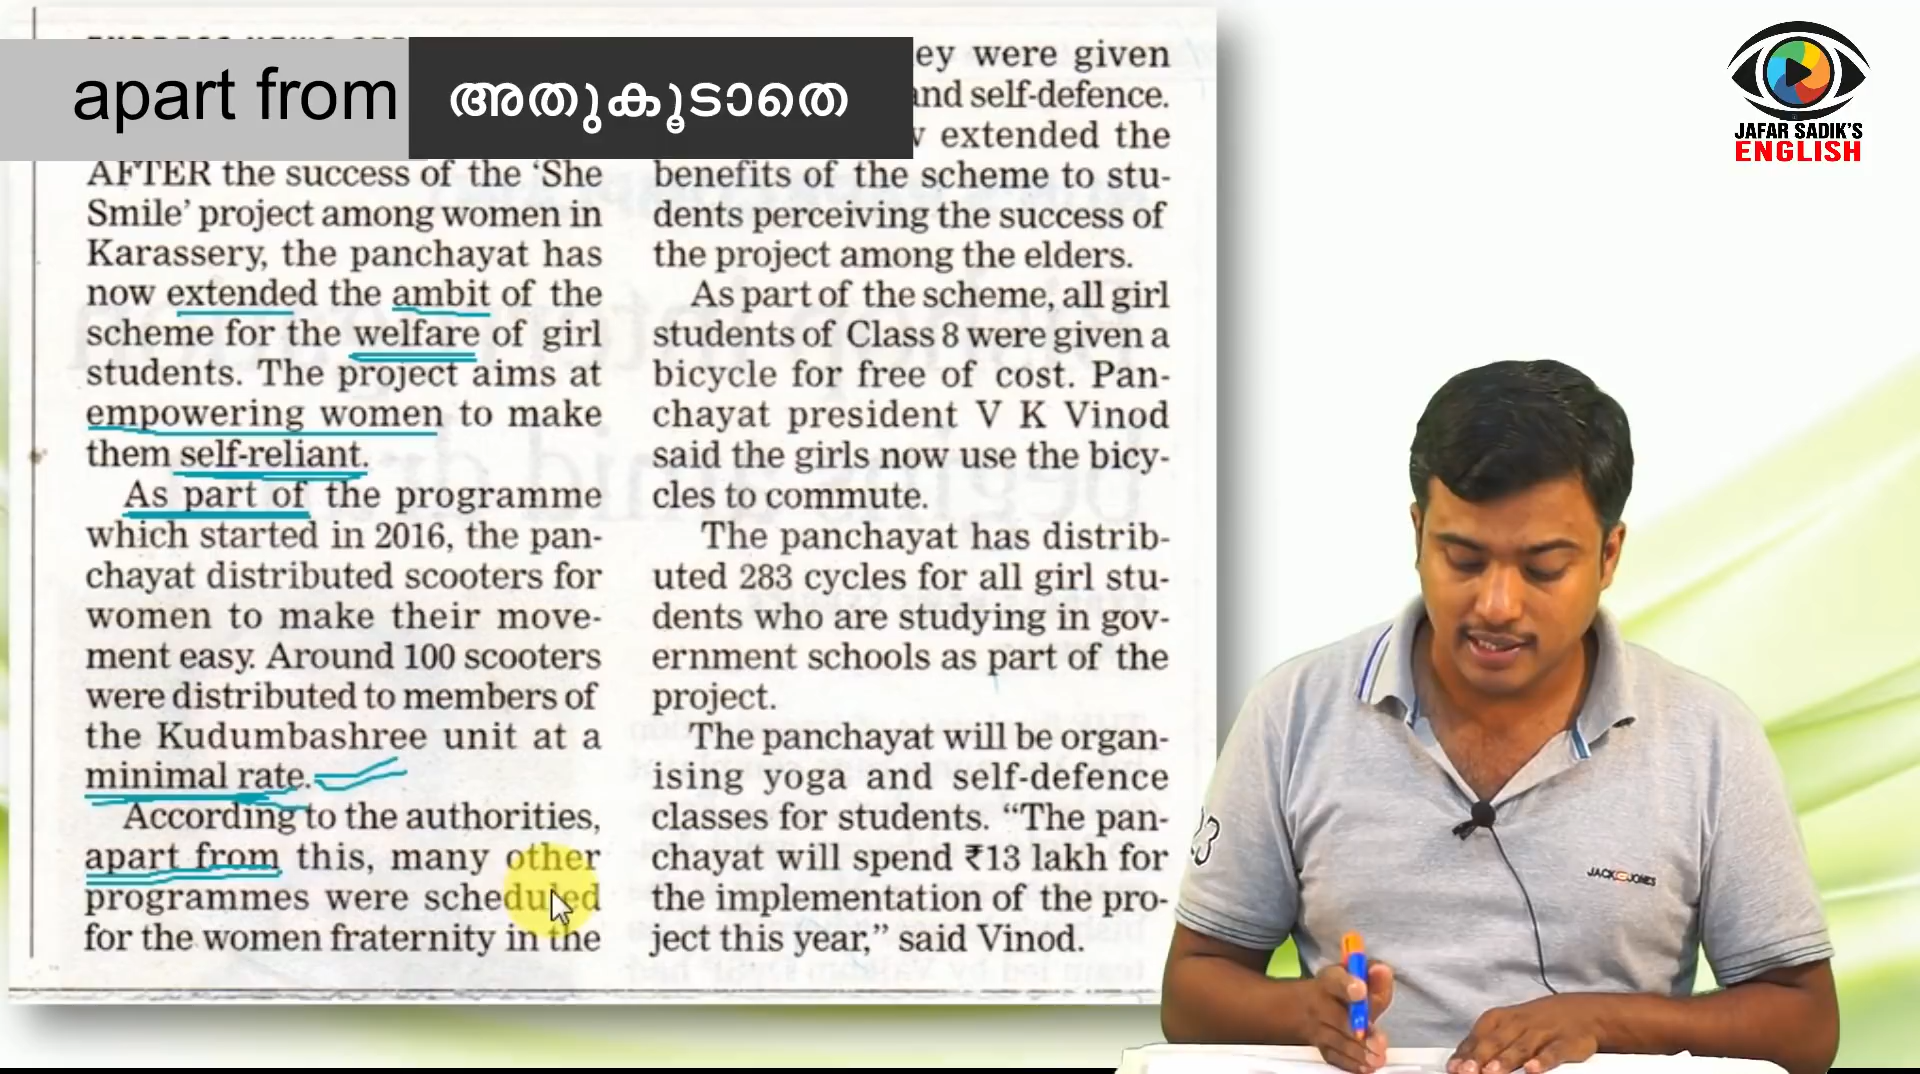 apart from അതുകൂടാതെ
AFTER the success of the ‘She
Smile’ project among women in
Karassery, the panchayat has
now extended the ambit of the
scheme for the welfare of girl
students. The project aims at
empowering women to make
them self-reliant.
As part of the programme
which started in 2016, the pan-
chayat distributed scooters for
women to make their move-
ment easy. Around 100 scooters
were distributed to members of
the Kudumbashree unit at a
minimal rate.
According to the authorities,
apart from this, many other
programmes were scheduled
for the women fraternity in the
ey were given
and self-defence.
extended the
benefits of the scheme to stu-
dents perceiving the success of
the project among the elders.
As part of the scheme, all girl
students of Class 8 were given a
bicycle for free of cost. Pan-
chayat president V K Vinod
said the girls now use the bicy-
cles to commute.
The panchayat has distrib-
uted 283 cycles for all girl stu-
dents who are studying in gov-
ernment schools as part of the
project.
The panchayat will be organ-
ising yoga and self-defence
classes for students. “The pan-
chayat will spend ₹13 lakh for
the implementation of the pro-
ject this year,” said Vinod.
JAFAR SADIK'S
ENGLISH
23
JACK & JONES